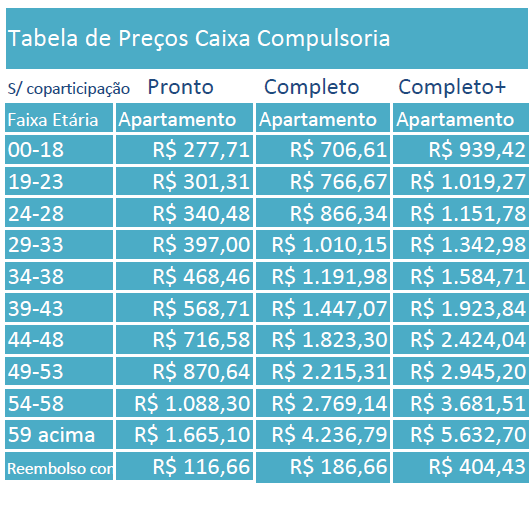 Tabela de Preços Caixa Compulsoria
S/ coparticipação Pronto Completo Completo+
Faixa Etária Apartamento Apartamento Apartamento
00-18 R$ 277,71 R$ 706,61 R$ 939,42
19-23 R$ 301,31 R$ 766,67 R$ 1.019,27
24-28 R$ 340,48 R$ 866,34 R$ 1.151,78
29-33 R$ 397,00 R$ 1.010,15 R$ 1.342,98
34-38 R$ 468,46 R$ 1.191,98 R$ 1.584,71
39-43 R$ 568,71 R$ 1.447,07 R$ 1.923,84
44-48 R$ 716,58 R$ 1.823,30 R$ 2.424,04
49-53 R$ 870,64 R$ 2.215,31 R$ 2.945,20
54-58 R$ 1.088,30 R$ 2.769,14 R$ 3.681,51
59 acima R$ 1.665,10 R$ 4.236,79 R$ 5.632,70
Reembolso con R$ 116,66 R$ 186,66 R$ 404,43